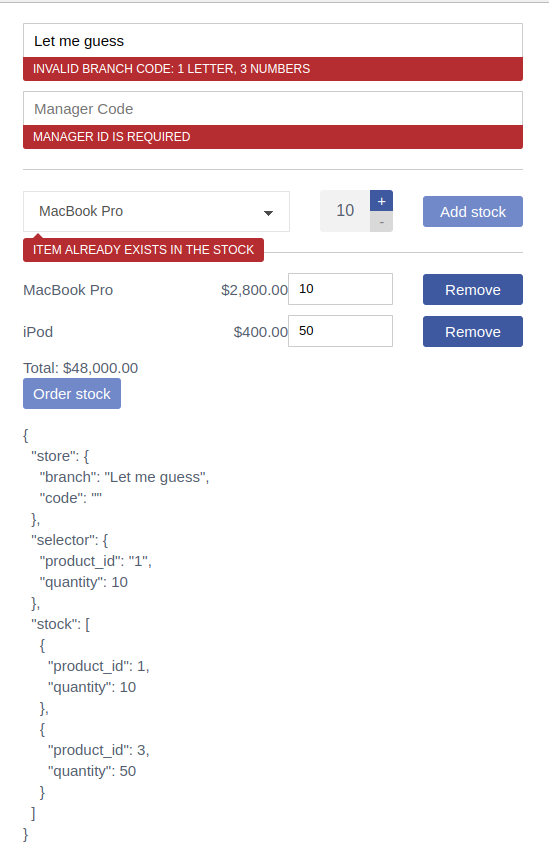 Let me guess
INVALID BRANCH CODE: 1 LETTER, 3 NUMBERS
Manager Code
MANAGER ID IS REQUIRED
MacBook Pro 10 + - Add stock
ITEM ALREADY EXISTS IN THE STOCK
MacBook Pro $2,800.00 10 Remove
iPod $400.00 50 Remove
Total: $48,000.00
Order stock
{
  "store": {
    "branch": "Let me guess",
    "code": ""
  },
  "selector": {
    "product_id": "1",
    "quantity": 10
  },
  "stock": [
    {
      "product_id": 1,
      "quantity": 10
    },
    {
      "product_id": 3,
      "quantity": 50
    }
  ]
}